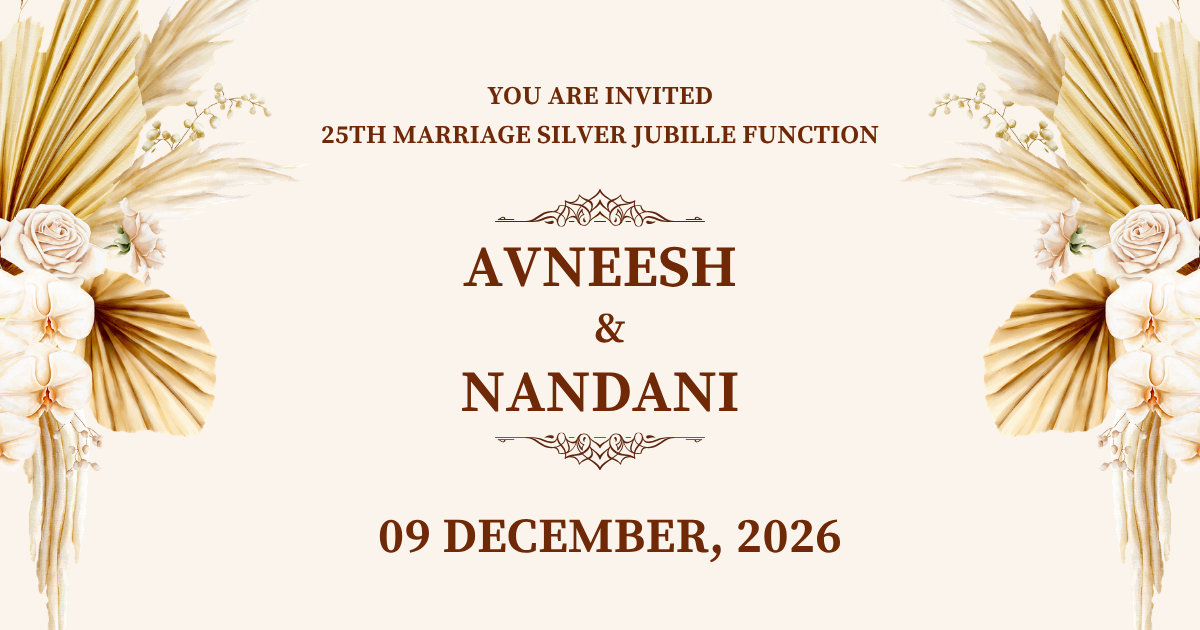 YOU ARE INVITED
25TH MARRIAGE SILVER JUBILLE FUNCTION
AVNEESH
&
NANDANI
09 DECEMBER, 2026